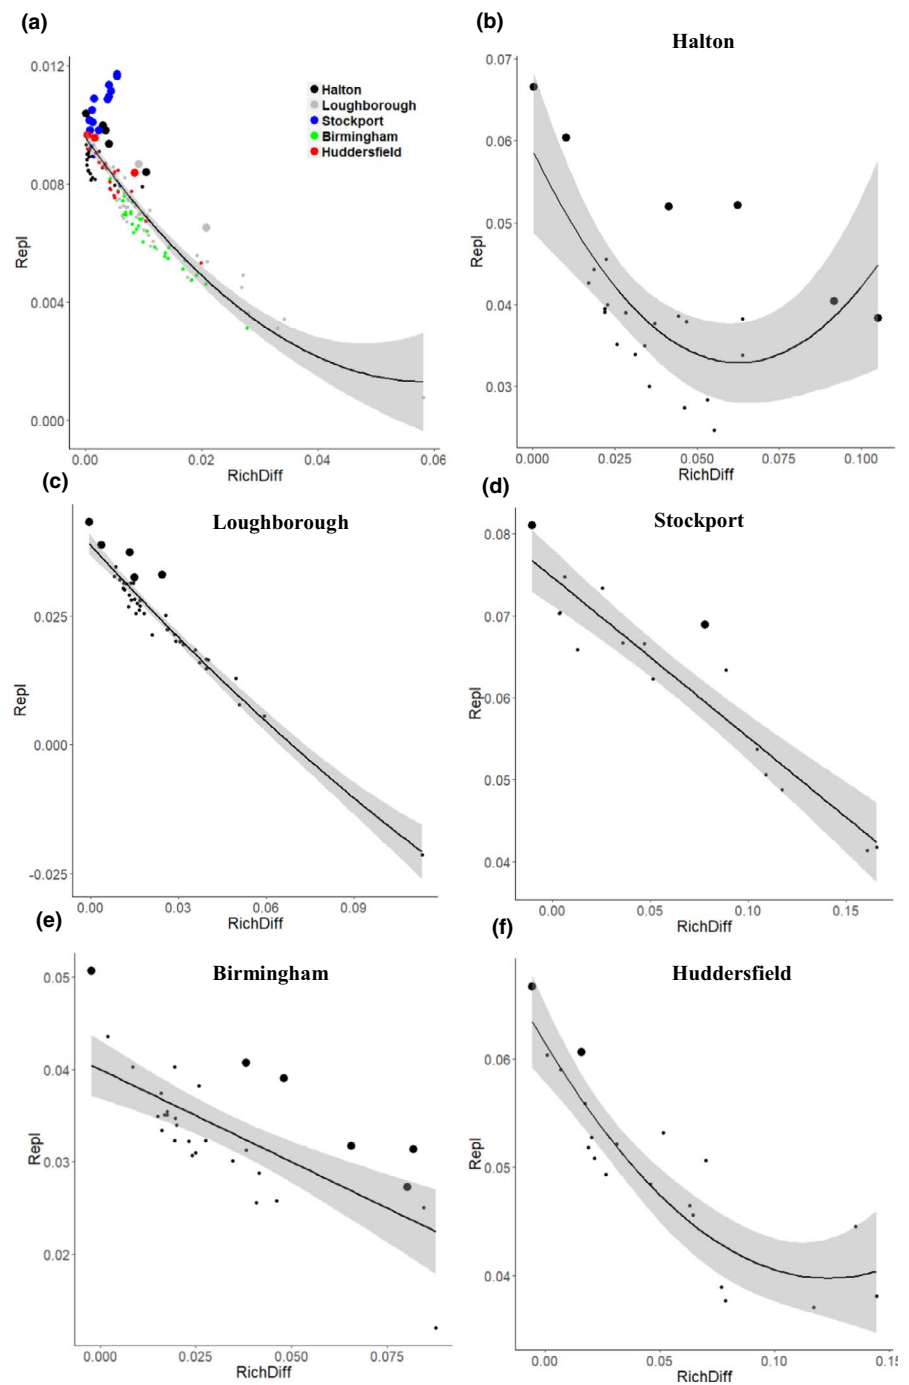 (a)
0.012
0.008
0.004
0.000
Repl
Halton
Loughborough
Stockport
Birmingham
Huddersfield
0.00 0.02 0.04 0.06
RichDiff
(b)
Halton
0.07
0.06
0.05
0.04
0.03
Repl
0.000 0.025 0.050 0.075 0.100
RichDiff
(c)
Loughborough
0.025
0.000
-0.025
Repl
0.00 0.03 0.06 0.09
RichDiff
(d)
Stockport
0.08
0.07
0.06
0.05
0.04
Repl
0.00 0.05 0.10 0.15
RichDiff
(e)
Birmingham
0.05
0.04
0.03
0.02
Repl
0.000 0.025 0.050 0.075
RichDiff
(f)
Huddersfield
0.06
0.05
0.04
Repl
0.00 0.05 0.10 0.15
RichDiff